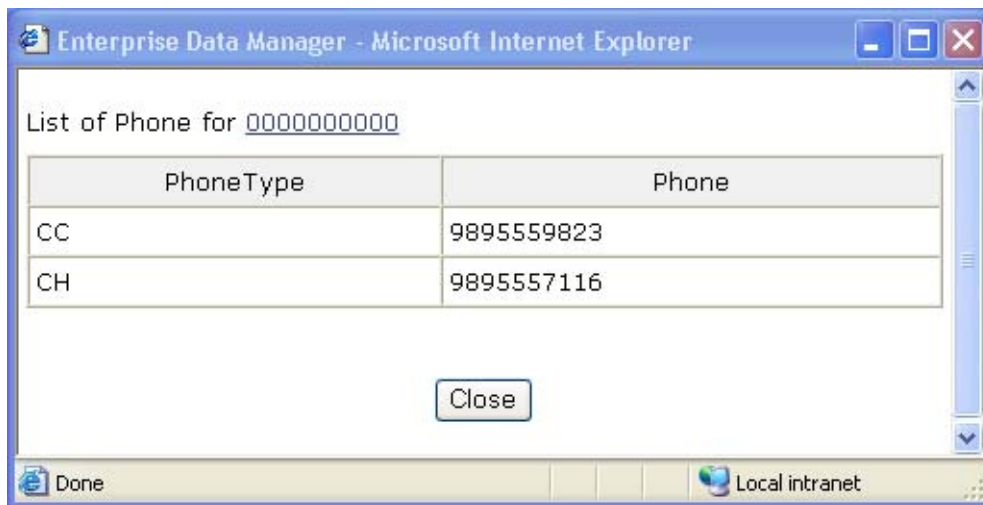 Enterprise Data Manager - Microsoft Internet Explorer
List of Phone for 0000000000
PhoneType Phone
CC 9895559823
CH 9895557116
Close
Done Local intranet